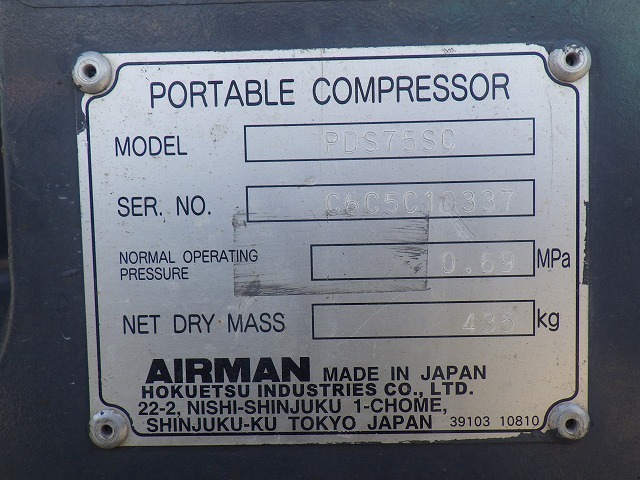 PORTABLE COMPRESSOR
MODEL PDS75SC
SER. NO. C6C5C10337
NORMAL OPERATING
PRESSURE 0.69 MPa
NET DRY MASS 435 kg
AIRMAN MADE IN JAPAN
HOKUETSU INDUSTRIES CO., LTD.
22-2, NISHI-SHINJUKU 1-CHOME,
SHINJUKU-KU TOKYO JAPAN 39103 10810